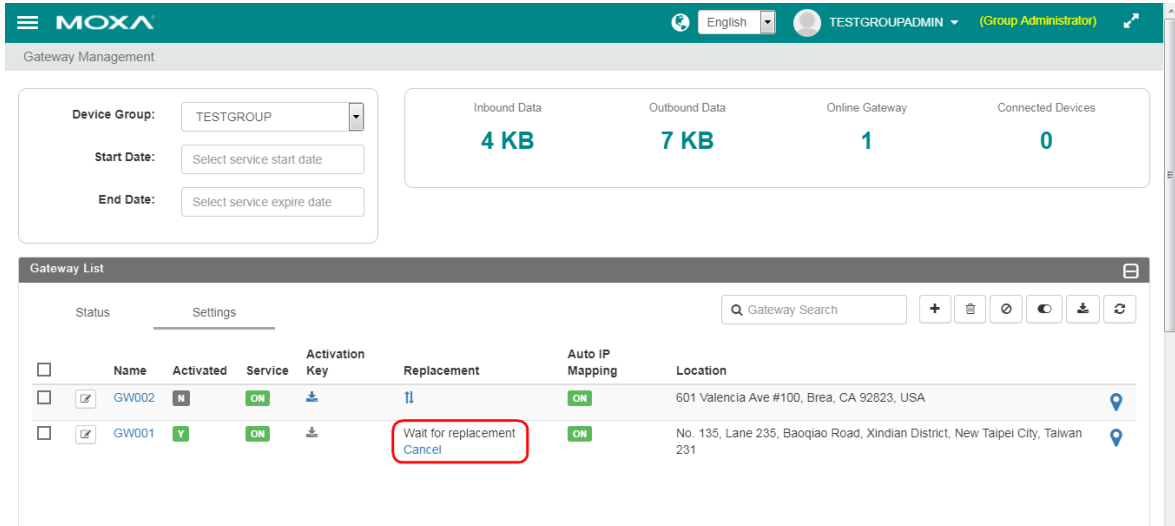 MOXA
English
TESTGROUPADMIN
(Group Administrator)
Gateway Management
Device Group:
TESTGROUP
Start Date:
Select service start date
End Date:
Select service expire date
Inbound Data
Outbound Data
Online Gateway
Connected Devices
4 KB
7 KB
1
0
Gateway List
Status
Settings
Gateway Search
Name
Activated
Service
Activation
Key
Replacement
Auto IP
Mapping
Location
GW002
N
ON
ON
601 Valencia Ave #100, Brea, CA 92823, USA
GW001
Y
ON
Wait for replacement
Cancel
ON
No. 135, Lane 235, Baoqiao Road, Xindian District, New Taipei City, Taiwan
231